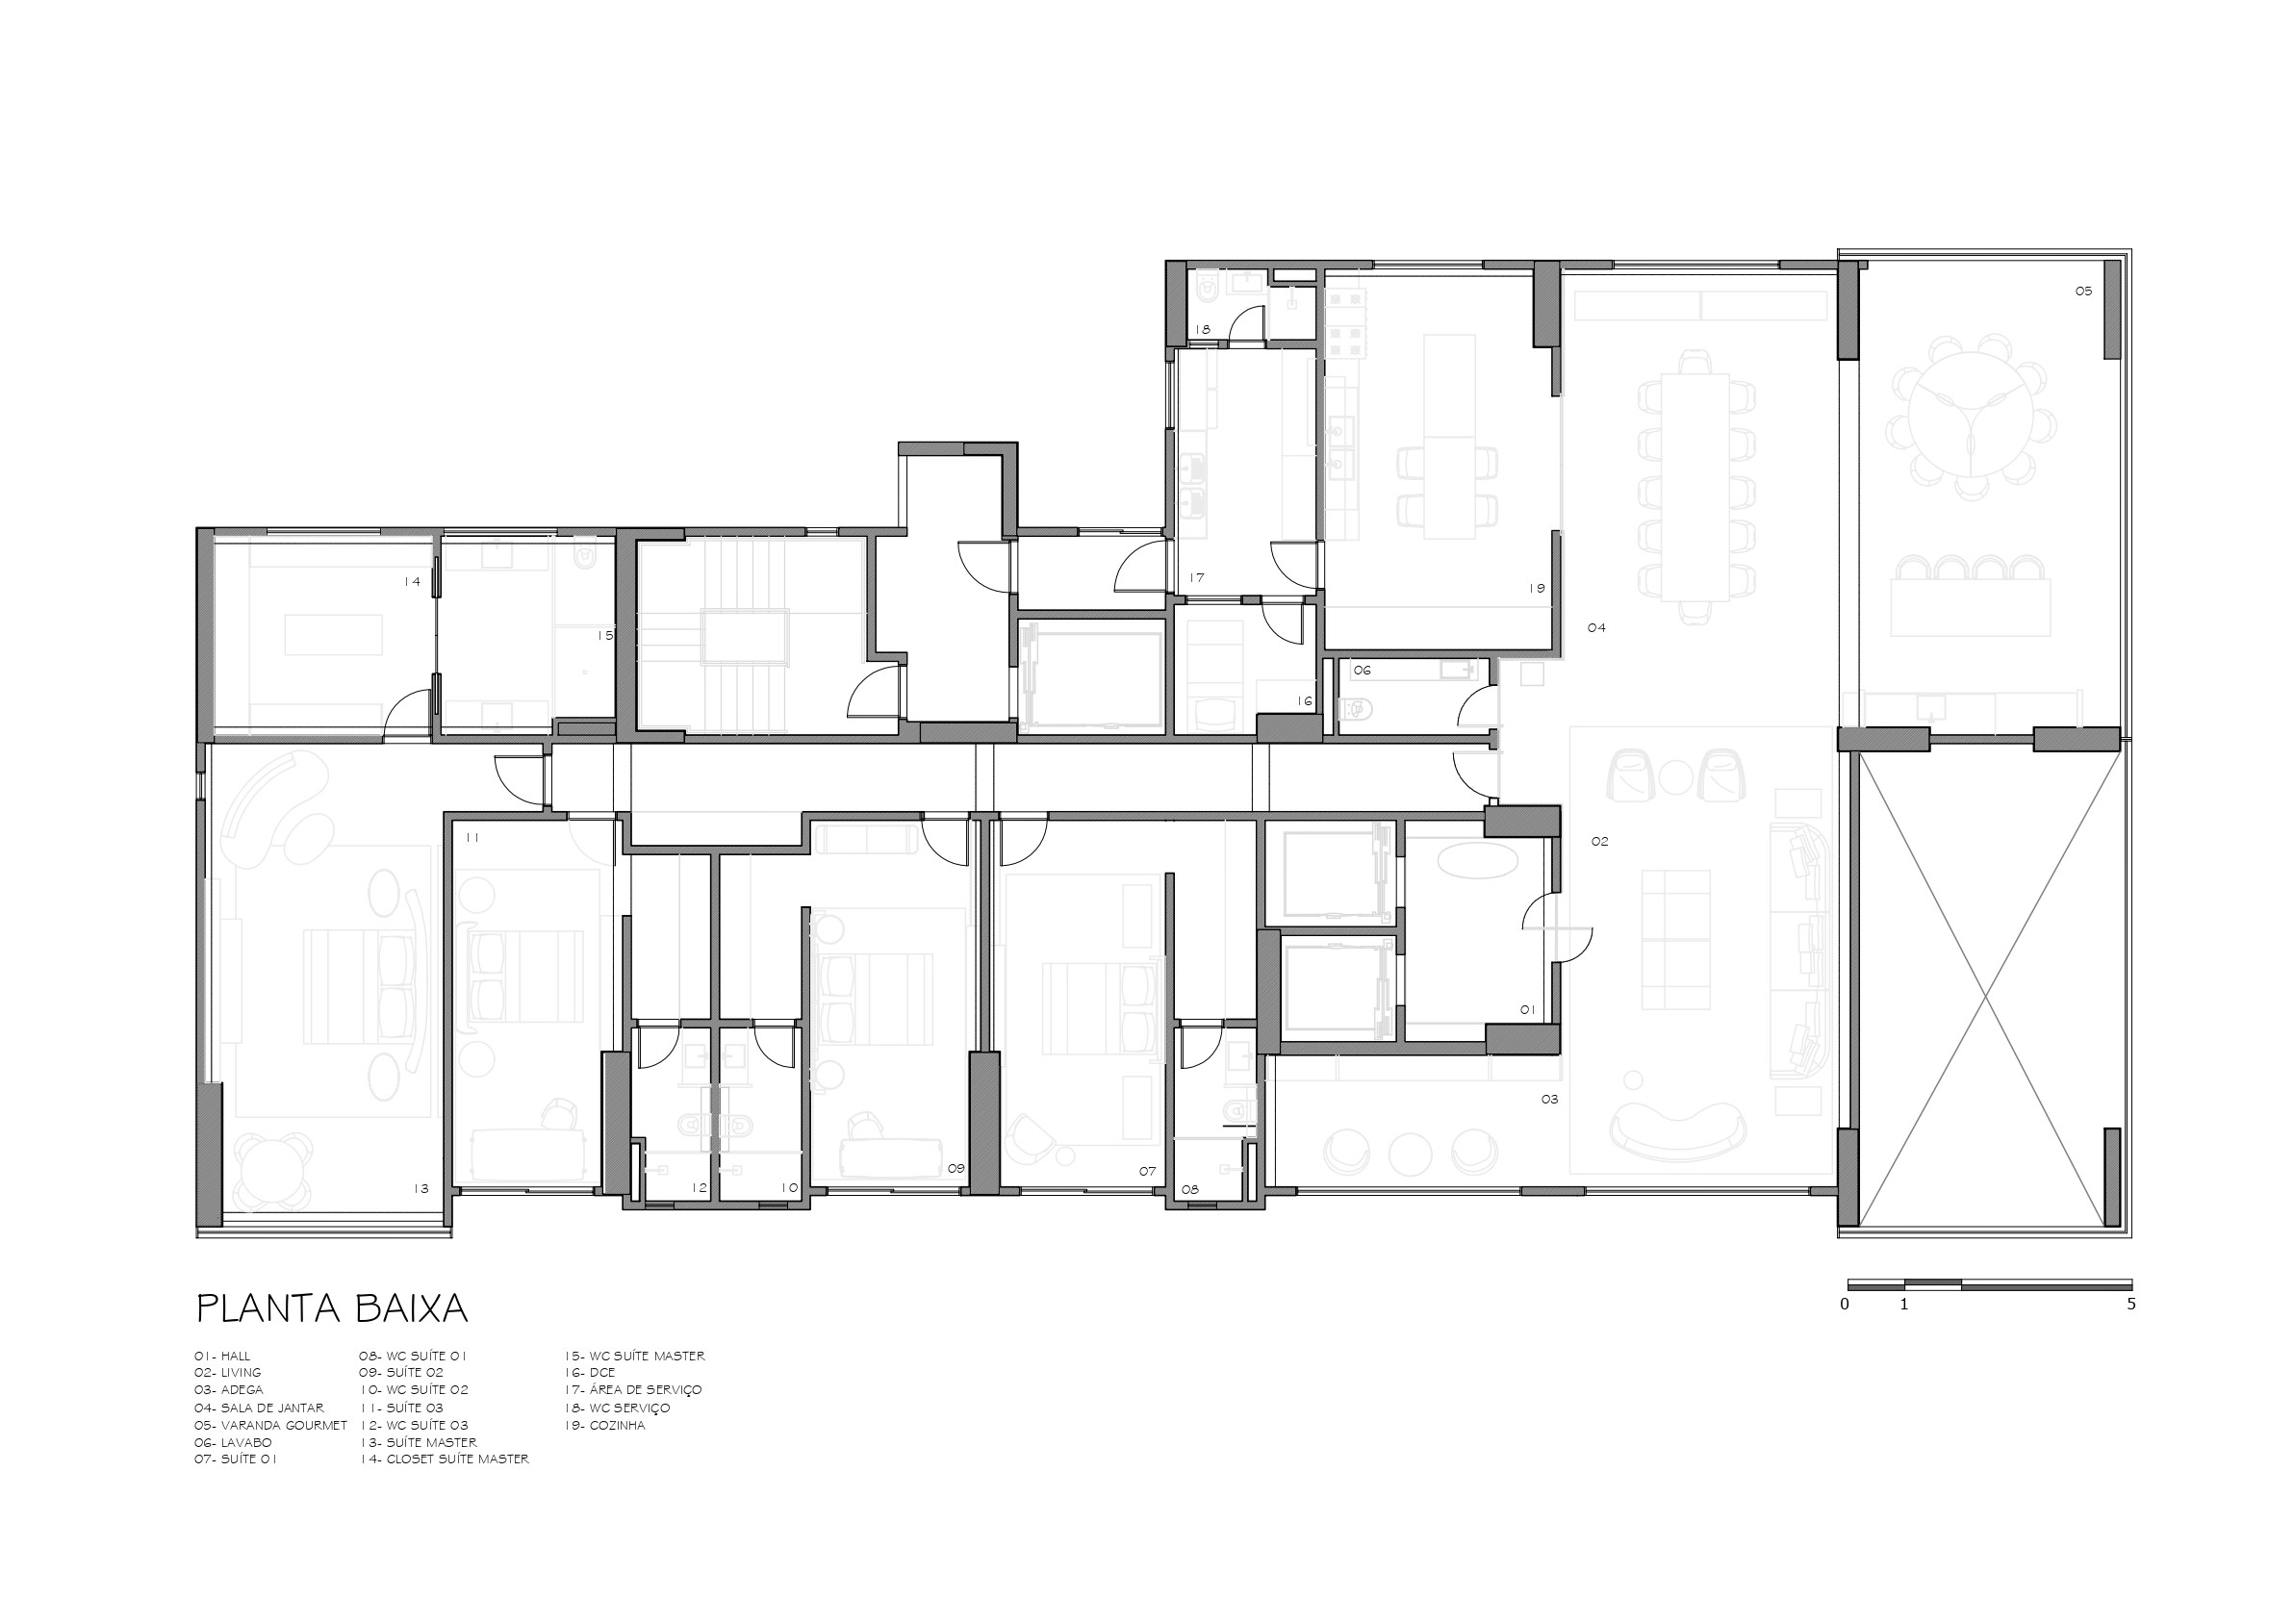 05
18
14
17
19
15
04
06
16
11
02
01
03
09
07
13
12
10
08
0 1 5
PLANTA BAIXA
01- HALL
02- LIVING
03- ADEGA
04- SALA DE JANTAR
05- VARANDA GOURMET
06- LAVABO
07- SUÍTE 01
08- WC SUÍTE 01
09- SUÍTE 02
10- WC SUÍTE 02
11- SUÍTE 03
12- WC SUÍTE 03
13- SUÍTE MASTER
14- CLOSET SUÍTE MASTER
15- WC SUÍTE MASTER
16- DCE
17- ÁREA DE SERVIÇO
18- WC SERVIÇO
19- COZINHA